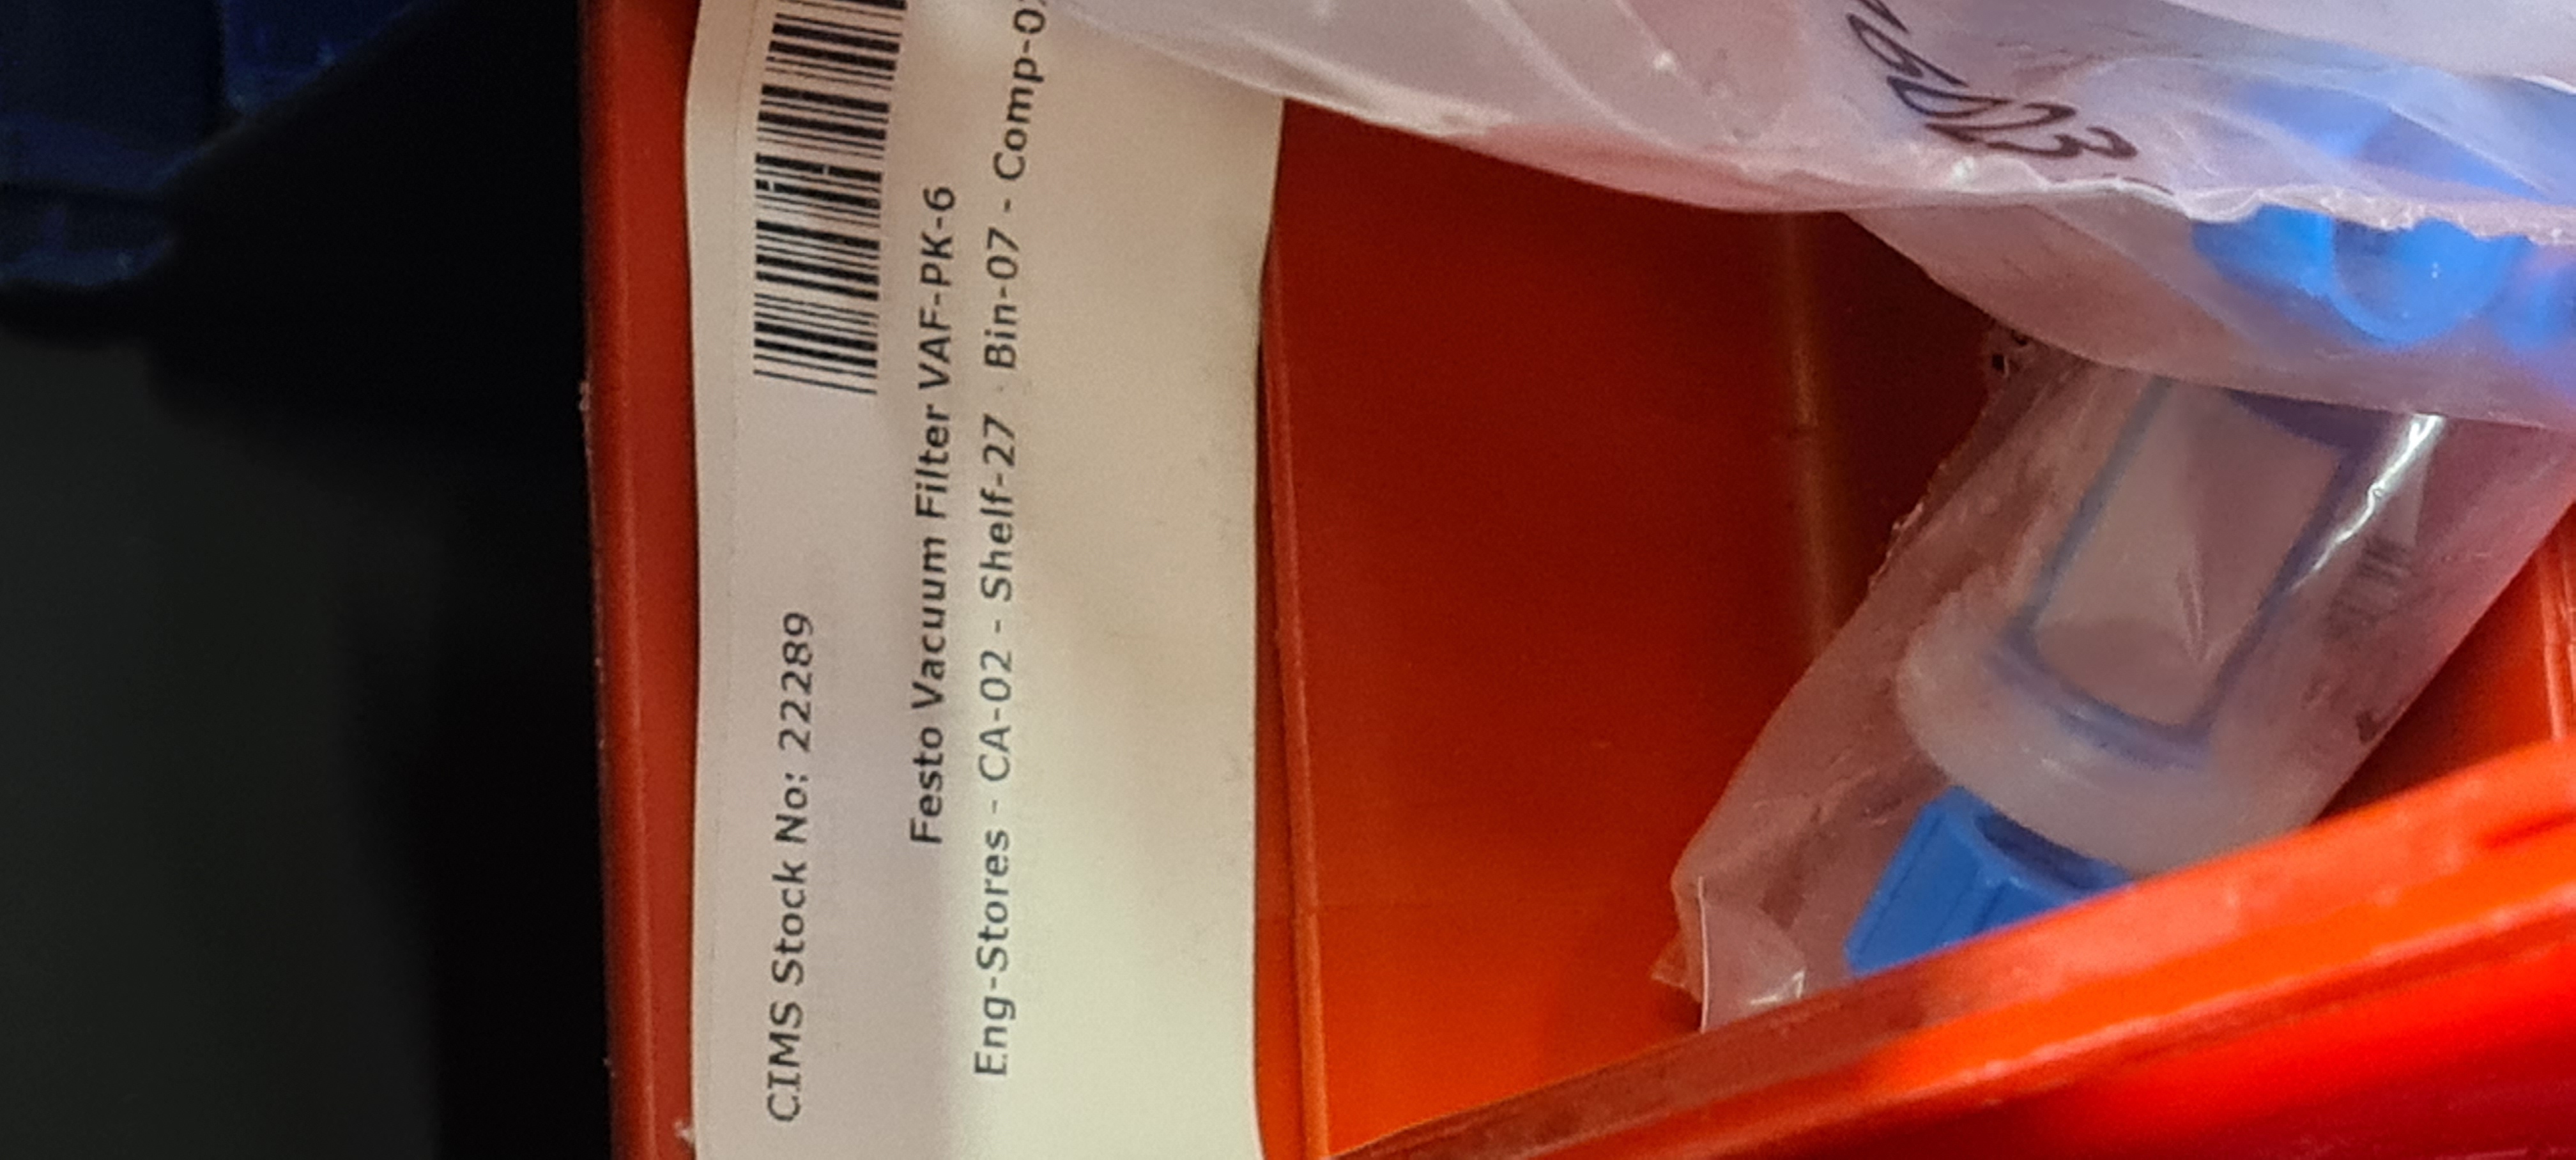 CIMS Stock No: 22289
Festo Vacuum Filter VAF-PK-6
Eng-Stores - CA-02 - Shelf-27 - Bin-07 - Comp-0